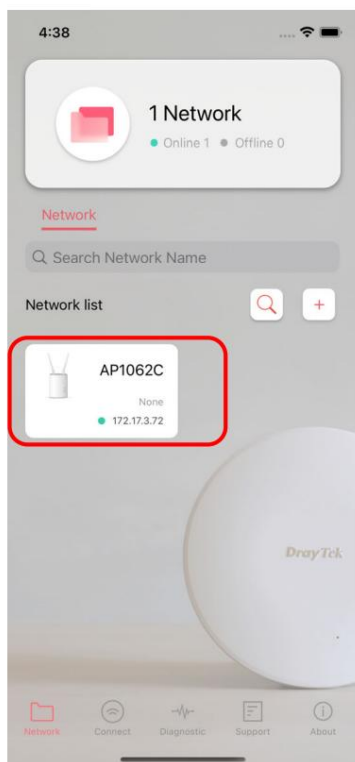 4:38
1 Network
Online 1 Offline 0
Network
Search Network Name
Network list
+
AP1062C
None
172.17.3.72
DrayTek
Network Connect Diagnostic Support About